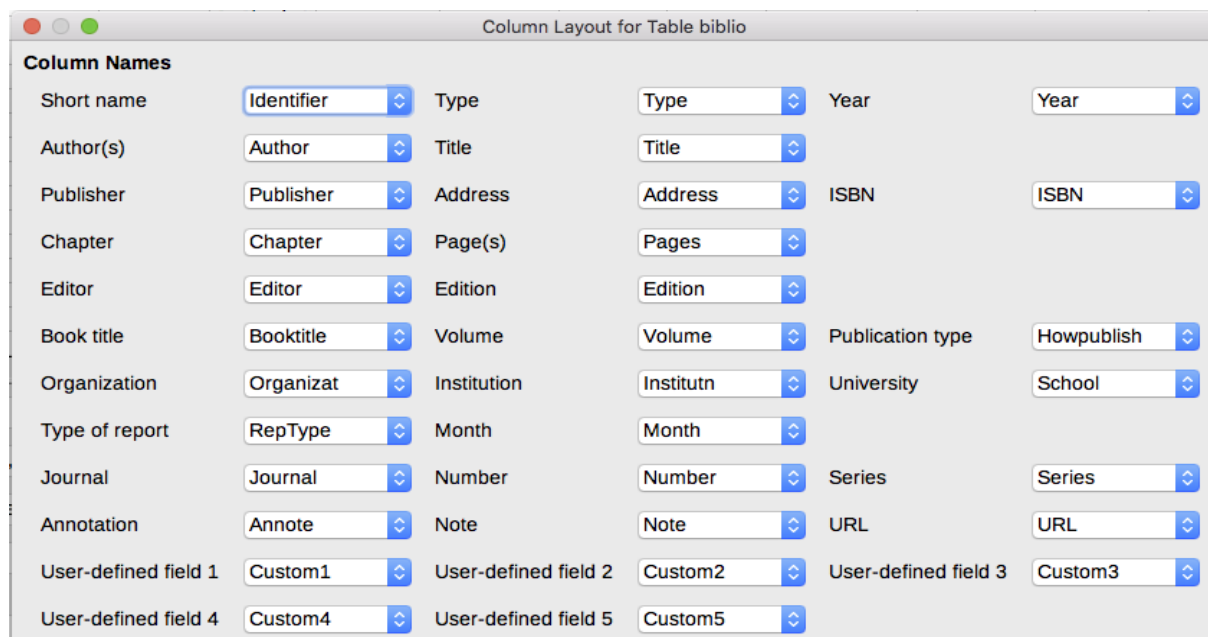 Column Layout for Table biblio
Column Names
Short name Identifier Type Type Year Year
Author(s) Author Title Title
Publisher Publisher Address Address ISBN ISBN
Chapter Chapter Page(s) Pages
Editor Editor Edition Edition
Book title Booktitle Volume Volume Publication type Howpublish
Organization Organizat Institution Institutn University School
Type of report RepType Month Month
Journal Journal Number Number Series Series
Annotation Annote Note Note URL URL
User-defined field 1 Custom1 User-defined field 2 Custom2 User-defined field 3 Custom3
User-defined field 4 Custom4 User-defined field 5 Custom5